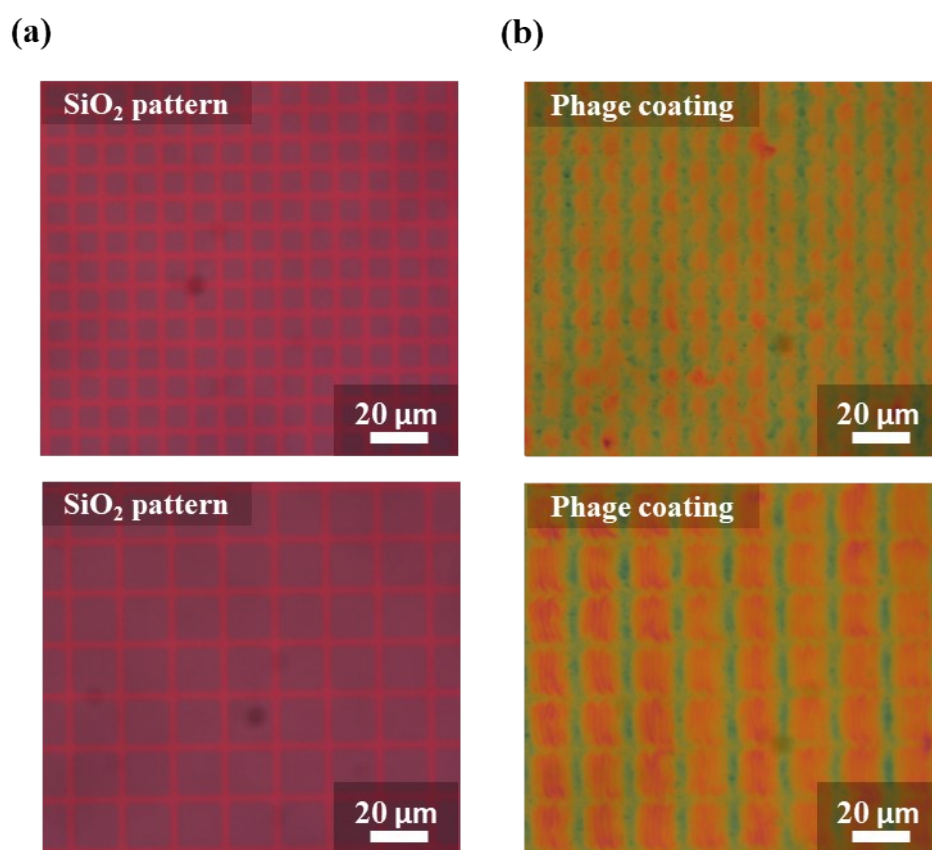 (a)
(b)
SiO₂ pattern
Phage coating
20 μm
20 μm
SiO₂ pattern
Phage coating
20 μm
20 μm